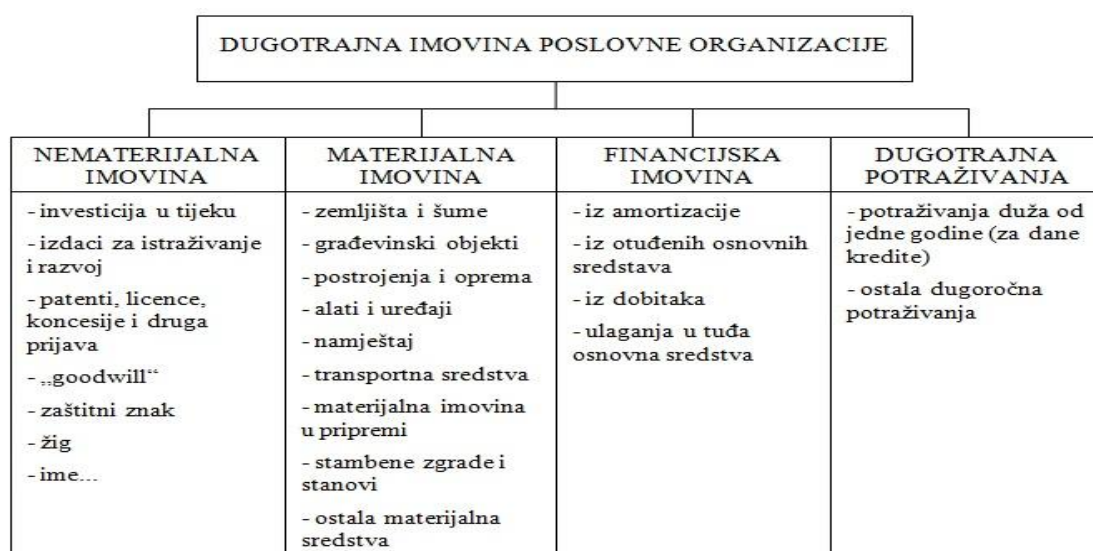 DUGOTRAJNA IMOVINA POSLOVNE ORGANIZACIJE
NEMATERIJALNA
IMOVINA
- investicija u tijeku
- izdaci za istraživanje
i razvoj
- patenti, licence,
koncesije i druga
prijava
- „goodwill“
- zaštitni znak
- žig
- ime...
MATERIJALNA
IMOVINA
- zemljišta i šume
- građevinski objekti
- postrojenja i oprema
- alati i uređaji
- namještaj
- transportna sredstva
- materijalna imovina
u pripremi
- stambene zgrade i
stanovi
- ostala materijalna
sredstva
FINANCIJSKA
IMOVINA
- iz amortizacije
- iz otuđenih osnovnih
sredstava
- iz dobitaka
- ulaganja u tuđa
osnovna sredstva
DUGOTRAJNA
POTRAŽIVANJA
- potraživanja duža od
jedne godine (za dane
kredite)
- ostala dugoročna
potraživanja